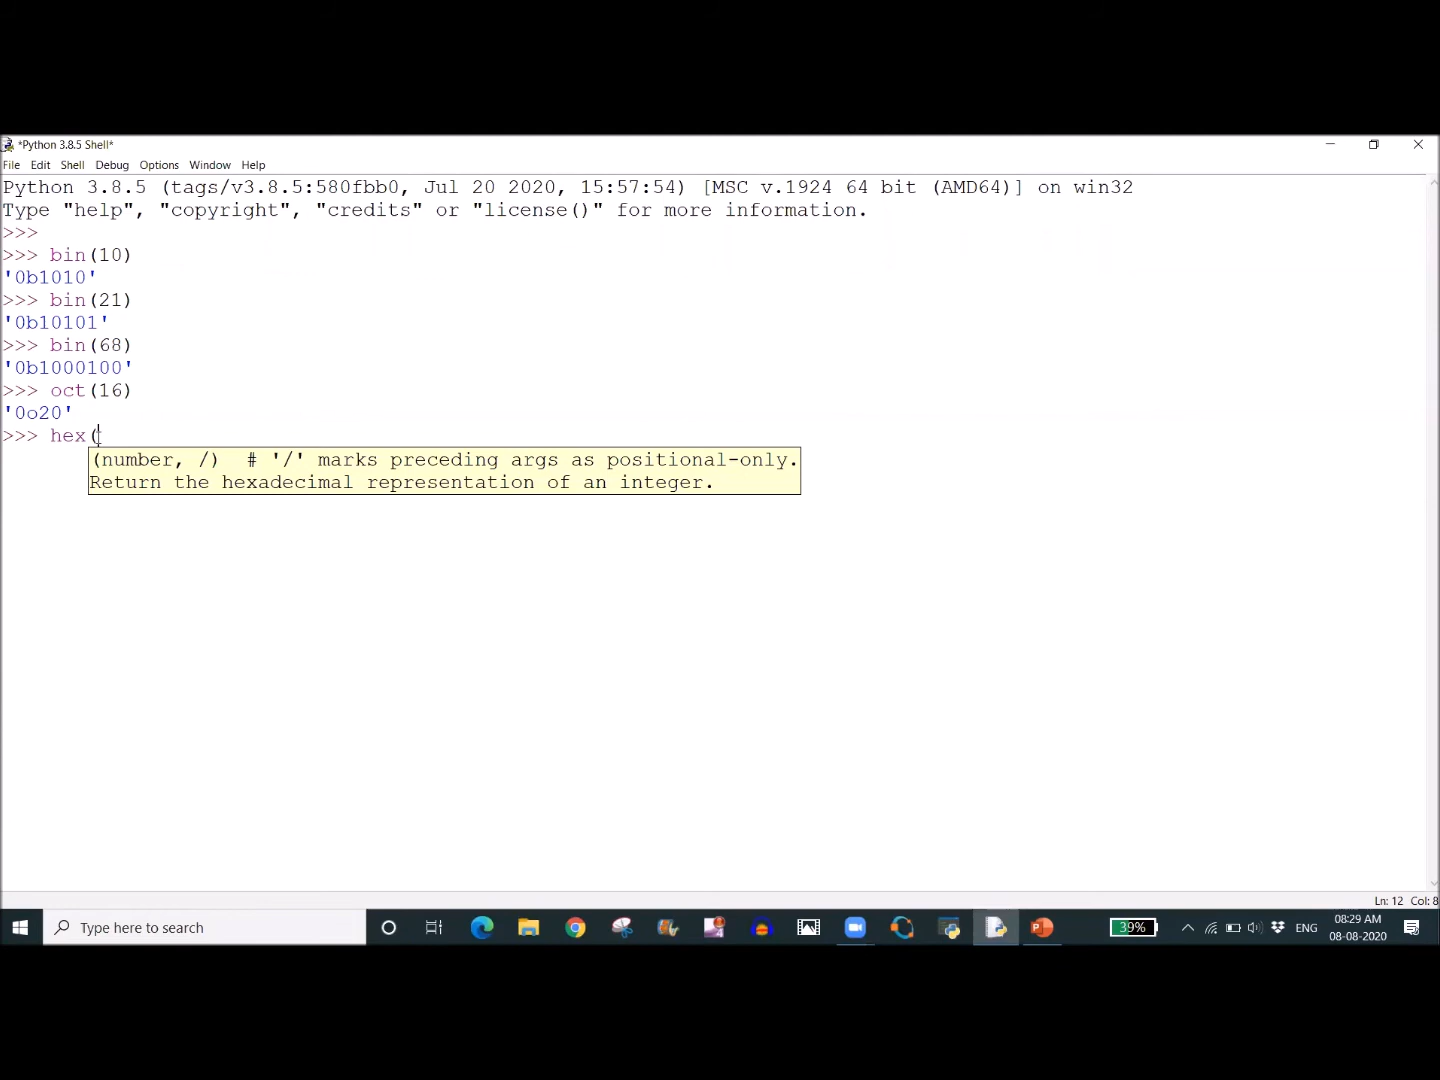 *Python 3.8.5 Shell*
File Edit Shell Debug Options Window Help
Python 3.8.5 (tags/v3.8.5:580fbb0, Jul 20 2020, 15:57:54) [MSC v.1924 64 bit (AMD64)] on win32
Type "help", "copyright", "credits" or "license()" for more information.
>>>
>>> bin(10)
'0b1010'
>>> bin(21)
'0b10101'
>>> bin(68)
'0b1000100'
>>> oct(16)
'0o20'
>>> hex(
(number, /)  # '/' marks preceding args as positional-only.
Return the hexadecimal representation of an integer.
Ln: 12 Col: 8
Type here to search
39%
ENG
08:29 AM
08-08-2020